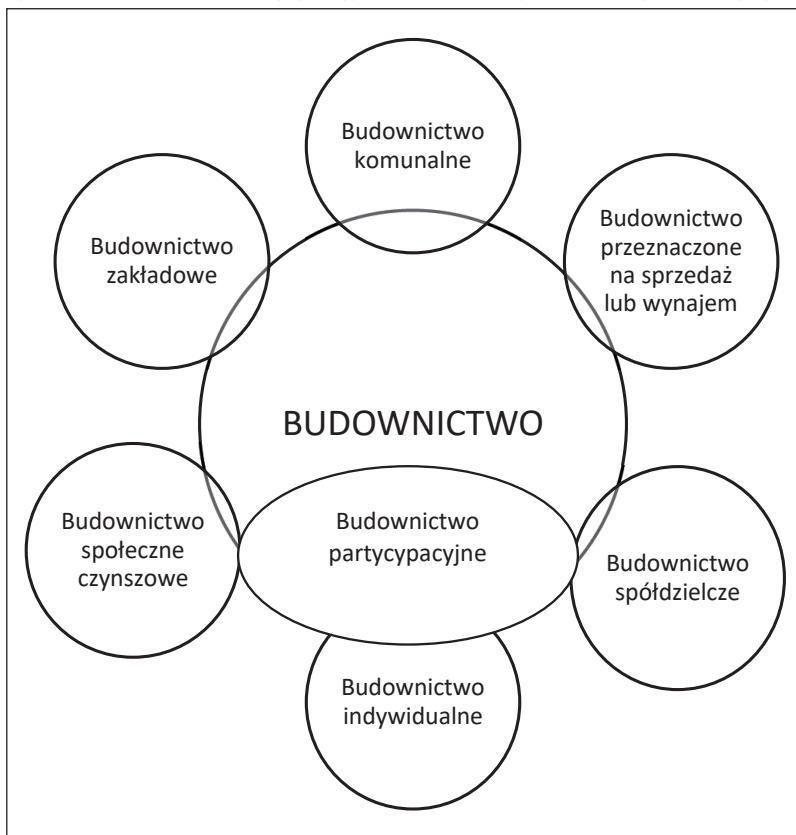 Budownictwo
komunalne
Budownictwo
zakładowe
Budownictwo
przeznaczone
na sprzedaż
lub wynajem
BUDOWNICTWO
Budownictwo
partycypacyjne
Budownictwo
społeczne
czynszowe
Budownictwo
spółdzielcze
Budownictwo
indywidualne